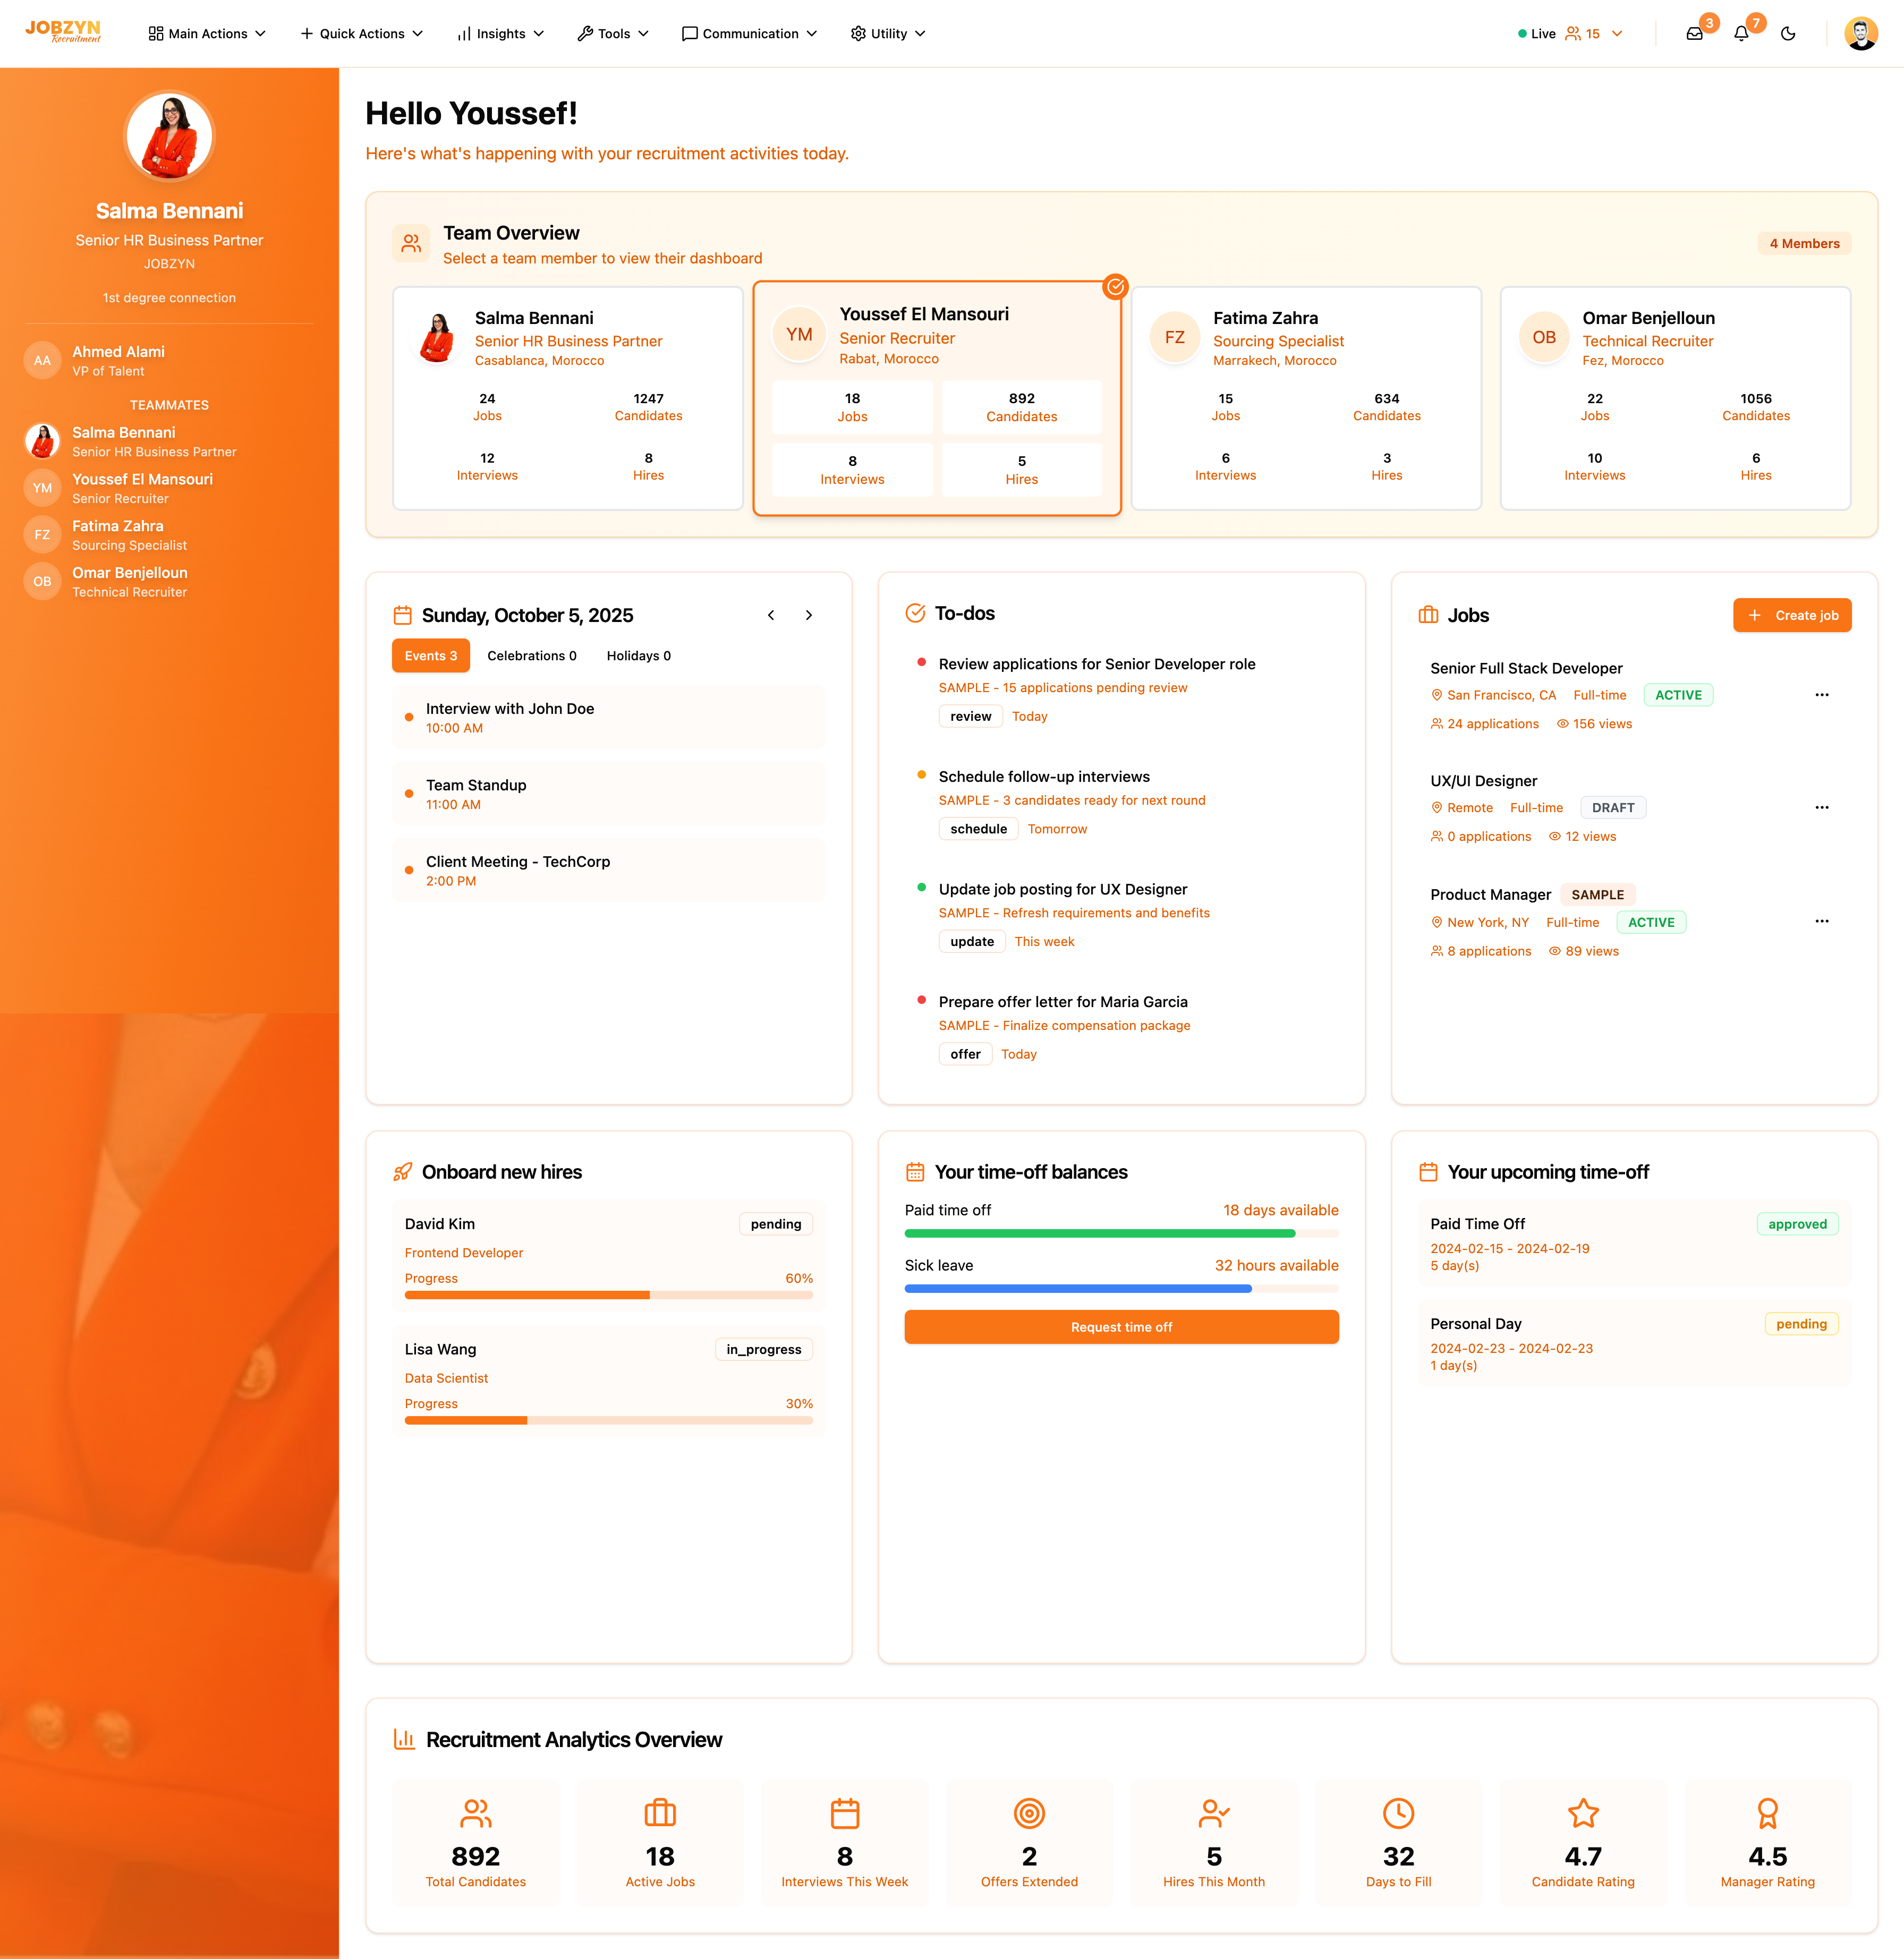 JOBZYN
Recruitment
Main Actions
Quick Actions
Insights
Tools
Communication
Utility
Live
15
3
7
Salma Bennani
Senior HR Business Partner
JOBZYN
1st degree connection
AA
Ahmed Alami
VP of Talent
TEAMMATES
Salma Bennani
Senior HR Business Partner
YM
Youssef El Mansouri
Senior Recruiter
FZ
Fatima Zahra
Sourcing Specialist
OB
Omar Benjelloun
Technical Recruiter
Hello Youssef!
Here's what's happening with your recruitment activities today.
Team Overview
Select a team member to view their dashboard
4 Members
Salma Bennani
Senior HR Business Partner
Casablanca, Morocco
24
Jobs
1247
Candidates
12
Interviews
8
Hires
YM
Youssef El Mansouri
Senior Recruiter
Rabat, Morocco
18
Jobs
892
Candidates
8
Interviews
5
Hires
FZ
Fatima Zahra
Sourcing Specialist
Marrakech, Morocco
15
Jobs
634
Candidates
6
Interviews
3
Hires
OB
Omar Benjelloun
Technical Recruiter
Fez, Morocco
22
Jobs
1056
Candidates
10
Interviews
6
Hires
Sunday, October 5, 2025
Events 3
Celebrations 0
Holidays 0
Interview with John Doe
10:00 AM
Team Standup
11:00 AM
Client Meeting - TechCorp
2:00 PM
To-dos
Review applications for Senior Developer role
SAMPLE - 15 applications pending review
review Today
Schedule follow-up interviews
SAMPLE - 3 candidates ready for next round
schedule Tomorrow
Update job posting for UX Designer
SAMPLE - Refresh requirements and benefits
update This week
Prepare offer letter for Maria Garcia
SAMPLE - Finalize compensation package
offer Today
Jobs
Create job
Senior Full Stack Developer
San Francisco, CA Full-time ACTIVE
24 applications 156 views
UX/UI Designer
Remote Full-time DRAFT
0 applications 12 views
Product Manager SAMPLE
New York, NY Full-time ACTIVE
8 applications 89 views
Onboard new hires
David Kim pending
Frontend Developer
Progress 60%
Lisa Wang in_progress
Data Scientist
Progress 30%
Your time-off balances
Paid time off 18 days available
Sick leave 32 hours available
Request time off
Your upcoming time-off
Paid Time Off approved
2024-02-15 - 2024-02-19
5 day(s)
Personal Day pending
2024-02-23 - 2024-02-23
1 day(s)
Recruitment Analytics Overview
892
Total Candidates
18
Active Jobs
8
Interviews This Week
2
Offers Extended
5
Hires This Month
32
Days to Fill
4.7
Candidate Rating
4.5
Manager Rating